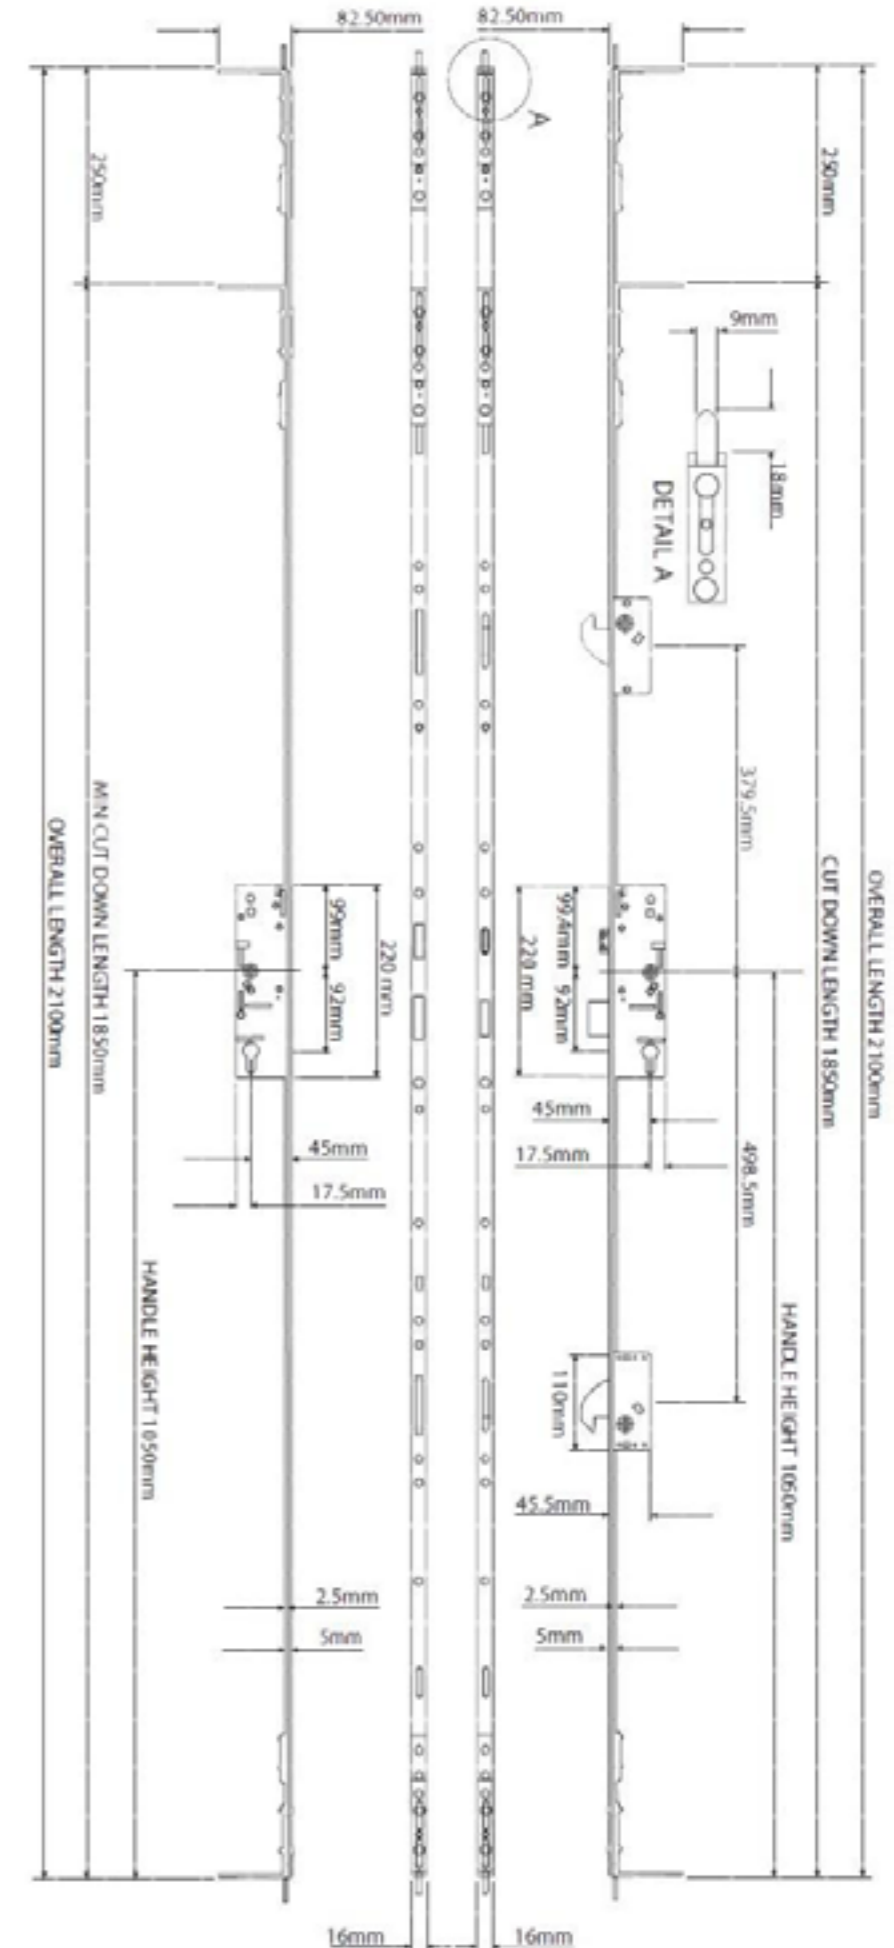 82.50mm
82.50mm
A
250mm
250mm
9mm
18mm
DETAIL A
379.5mm
MIN CUT DOWN LENGTH 1850mm
OVERALL LENGTH 2100mm
CUT DOWN LENGTH 1850mm
OVERALL LENGTH 2100mm
99mm
220 mm
92mm
99.4mm
220 mm
92mm
45mm
17.5mm
45mm
17.5mm
498.5mm
HANDLE HEIGHT 1050mm
HANDLE HEIGHT 1050mm
110mm
45.5mm
2.5mm
5mm
2.5mm
5mm
16mm
16mm